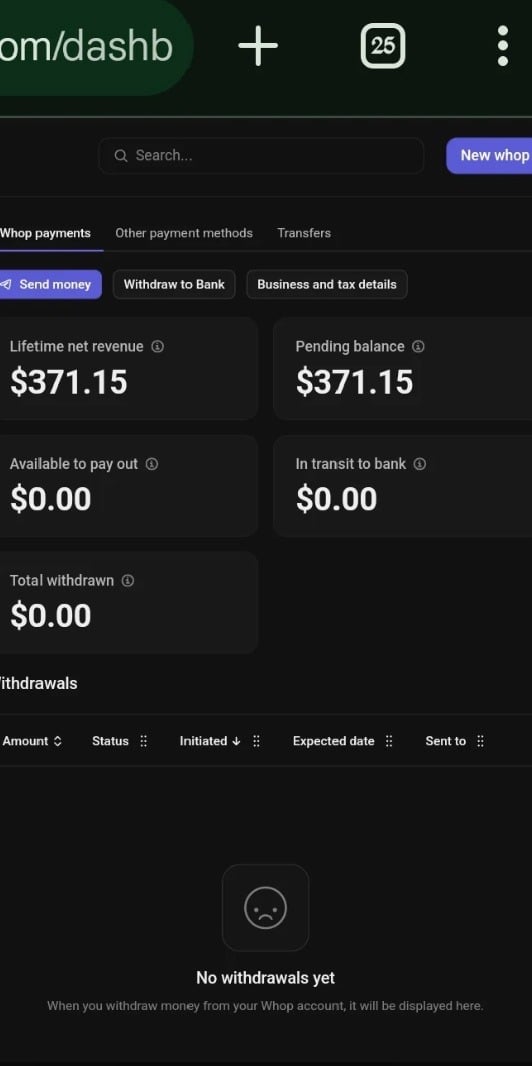 om/dashb
25
Search...
New whop
Whop payments Other payment methods Transfers
Send money Withdraw to Bank Business and tax details
Lifetime net revenue Pending balance
$371.15 $371.15
Available to pay out In transit to bank
$0.00 $0.00
Total withdrawn
$0.00
ithdrawals
Amount Status Initiated Expected date Sent to
No withdrawals yet
When you withdraw money from your Whop account, it will be displayed here.